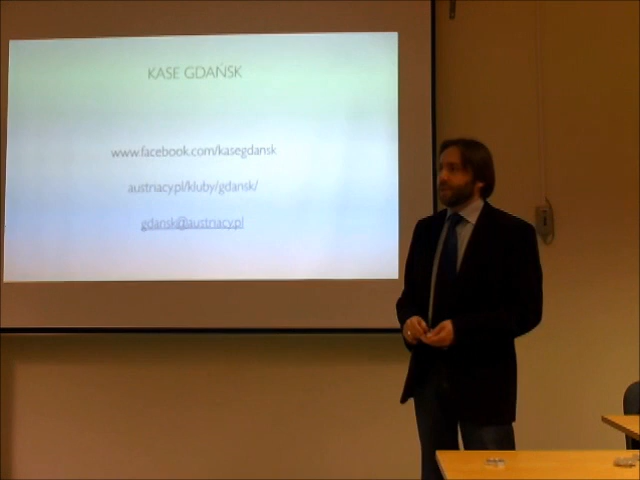 KASE GDAŃSK
www.facebook.com/kasegdansk
austriacy.pl/kluby/gdansk/
gdansk@austriacy.pl